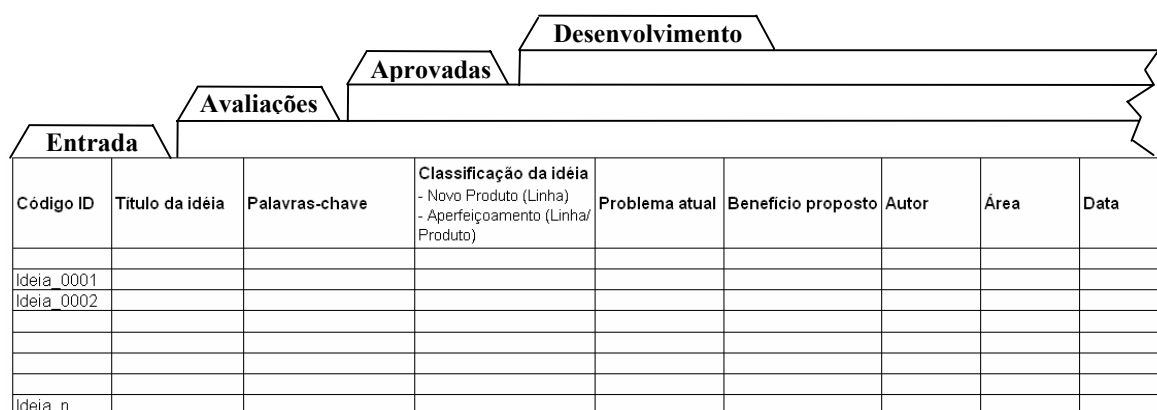 Desenvolvimento
Aprovadas
Avaliações
Entrada
Código ID
Título da idéia
Palavras-chave
Classificação da idéia
- Novo Produto (Linha)
- Aperfeiçoamento (Linha/
Produto)
Problema atual
Benefício proposto
Autor
Área
Data
Ideia_0001
Ideia_0002
Ideia_n